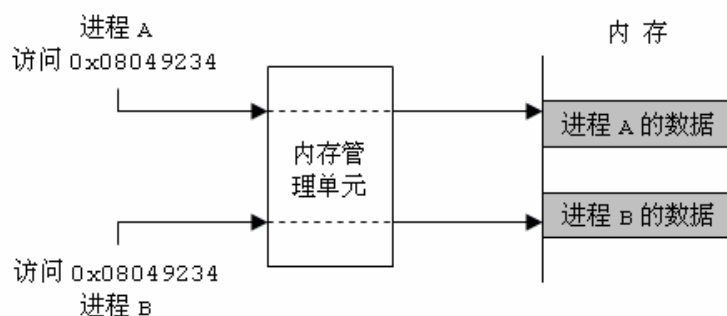 进程 A
访问 0x08049234
内 存
进程 A 的数据
内存管
理单元
进程 B 的数据
访问 0x08049234
进程 B